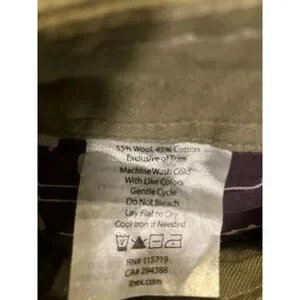 55% Wool, 45% Cotton
Exclusive of Trim
Machine Wash Cold
With Like Colors
Gentle Cycle
Do Not Bleach
Lay Flat to Dry
Cool Iron if Needed
RN# 115719
CA# 294388
ibex.com